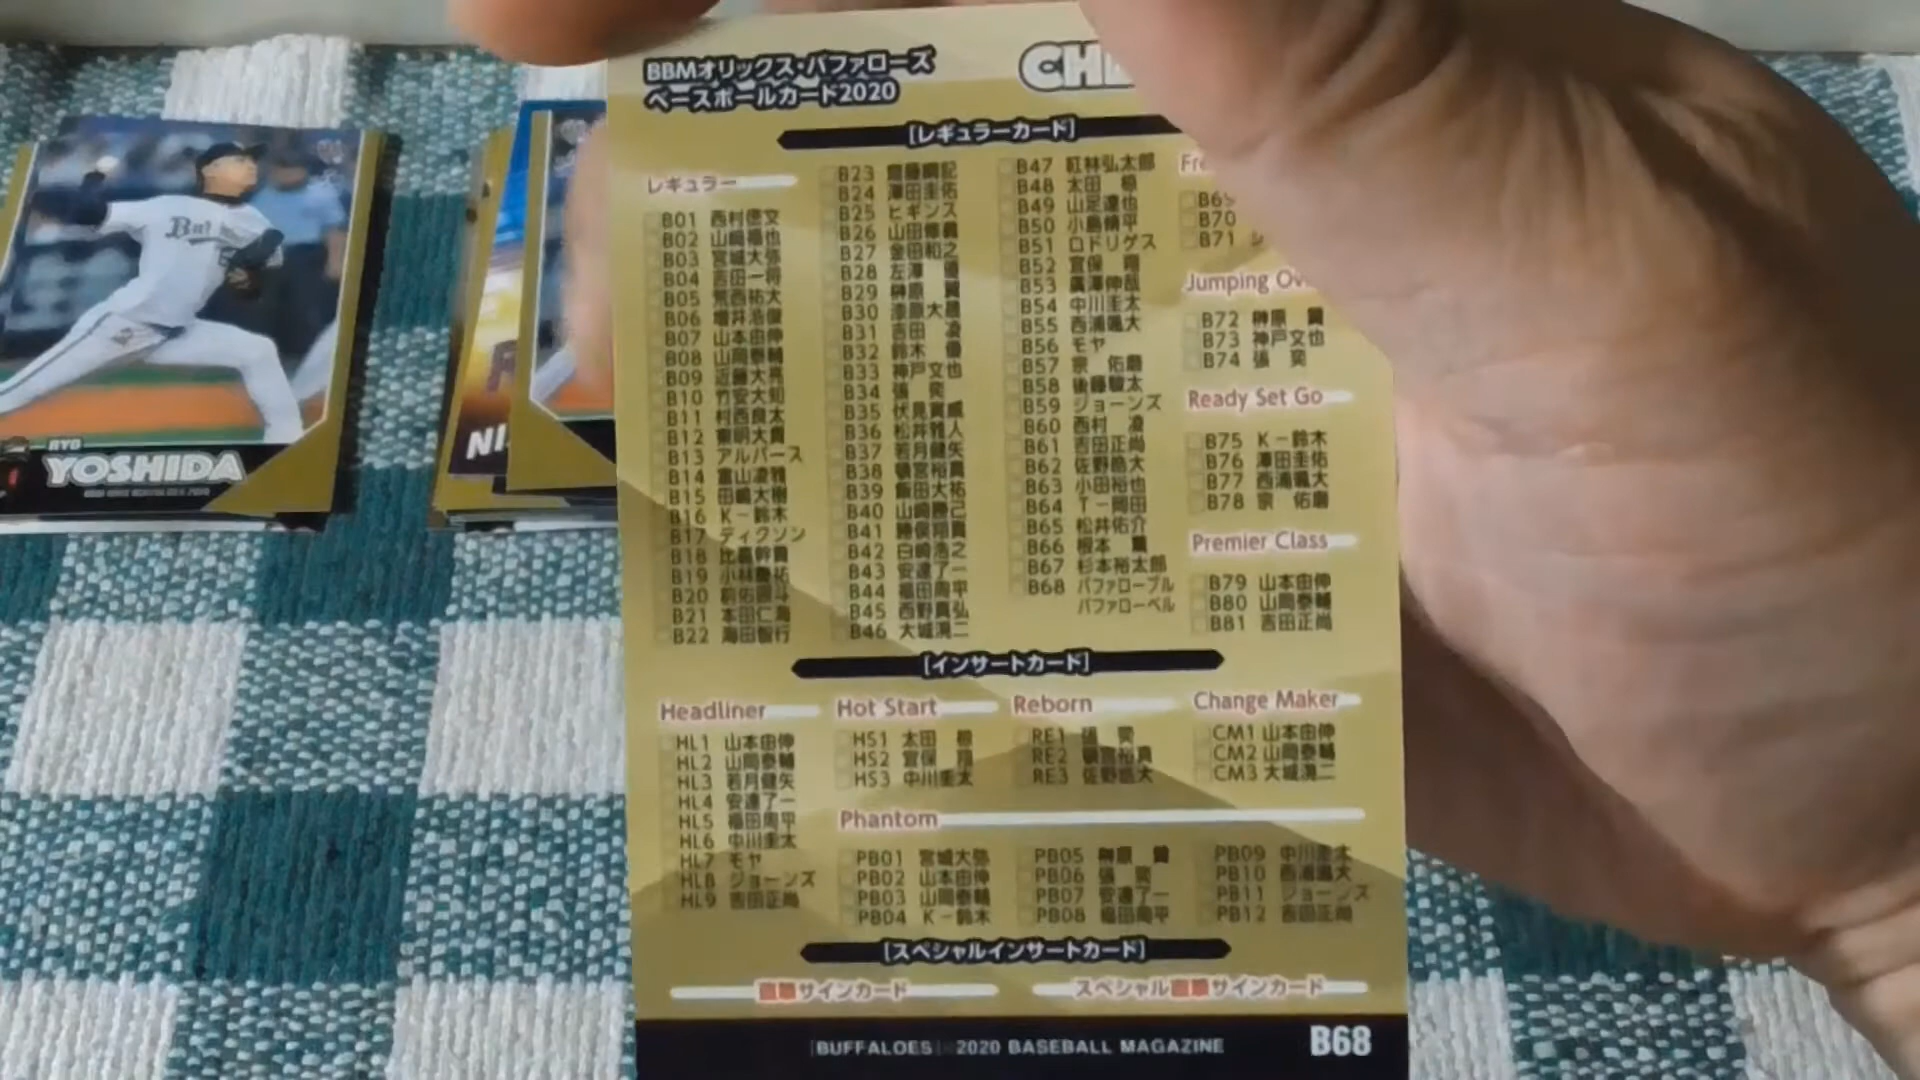 BBMオリックス・バファローズ
ベースボールカード2020
[レギュラーカード]
レギュラー
B01 西村徳文
B02 山﨑福也
B03 宮城大弥
B04 吉田一将
B05 荒西祐大
B06 増井浩俊
B07 山本由伸
B08 山岡泰輔
B09 近藤大亮
B10 竹安大知
B11 村西良太
B12 東明大貴
B13 アルバース
B14 富山凌雅
B15 田嶋大樹
B16 K-鈴木
B17 ディクソン
B18 比嘉幹貴
B19 小林慶祐
B20 前佑囲斗
B21 本田仁海
B22 海田智行
B23 齋藤綱記
B24 澤田圭佑
B25 ヒギンス
B26 山田修義
B27 金田和之
B28 左澤 優
B29 榊原 翼
B30 漆原大晟
B31 吉田 凌
B32 鈴木 優
B33 神戸文也
B34 張 奕
B35 伏見寅威
B36 松井雅人
B37 若月健矢
B38 頓宮裕真
B39 飯田大祐
B40 山崎勝己
B41 勝俣翔貴
B42 白崎浩之
B43 安達了一
B44 福田周平
B45 西野真弘
B46 大城滉二
B47 紅林弘太郎
B48 太田 椋
B49 山足達也
B50 小島脩平
B51 ロドリゲス
B52 宜保 翔
B53 廣澤伸哉
B54 中川圭太
B55 西浦颯大
B56 モヤ
B57 宗 佑磨
B58 後藤駿太
B59 ジョーンズ
B60 西村 凌
B61 吉田正尚
B62 佐野皓大
B63 小田裕也
B64 T-岡田
B65 松井佑介
B66 根本 薫
B67 杉本裕太郎
B68 バファローブル
バファローベル
B69
B70
B71
Jumping
B72 榊原 翼
B73 神戸文也
B74 張 奕
Ready Set Go
B75 K-鈴木
B76 澤田圭佑
B77 西浦颯大
B78 宗 佑磨
Premier Class
B79 山本由伸
B80 山岡泰輔
B81 吉田正尚
[インサートカード]
Headliner
HL1 山本由伸
HL2 山岡泰輔
HL3 若月健矢
HL4 安達了一
HL5 福田周平
HL6 中川圭太
HL7 モヤ
HL8 ジョーンズ
HL9 吉田正尚
Hot Start
HS1 太田 椋
HS2 宜保 翔
HS3 中川圭太
Reborn
RE1 張 奕
RE2 頓宮裕真
RE3 佐野皓大
Change Maker
CM1 山本由伸
CM2 山岡泰輔
CM3 大城滉二
Phantom
PB01 宮城大弥
PB02 山本由伸
PB03 山岡泰輔
PB04 K-鈴木
PB05 榊原 翼
PB06 張 奕
PB07 安達了一
PB08 福田周平
PB09 中川圭太
PB10 西浦颯大
PB11 ジョーンズ
PB12 吉田正尚
[スペシャルインサートカード]
直筆サインカード
スペシャル直筆サインカード
BUFFALOES 2020 BASEBALL MAGAZINE
B68
RYO
YOSHIDA